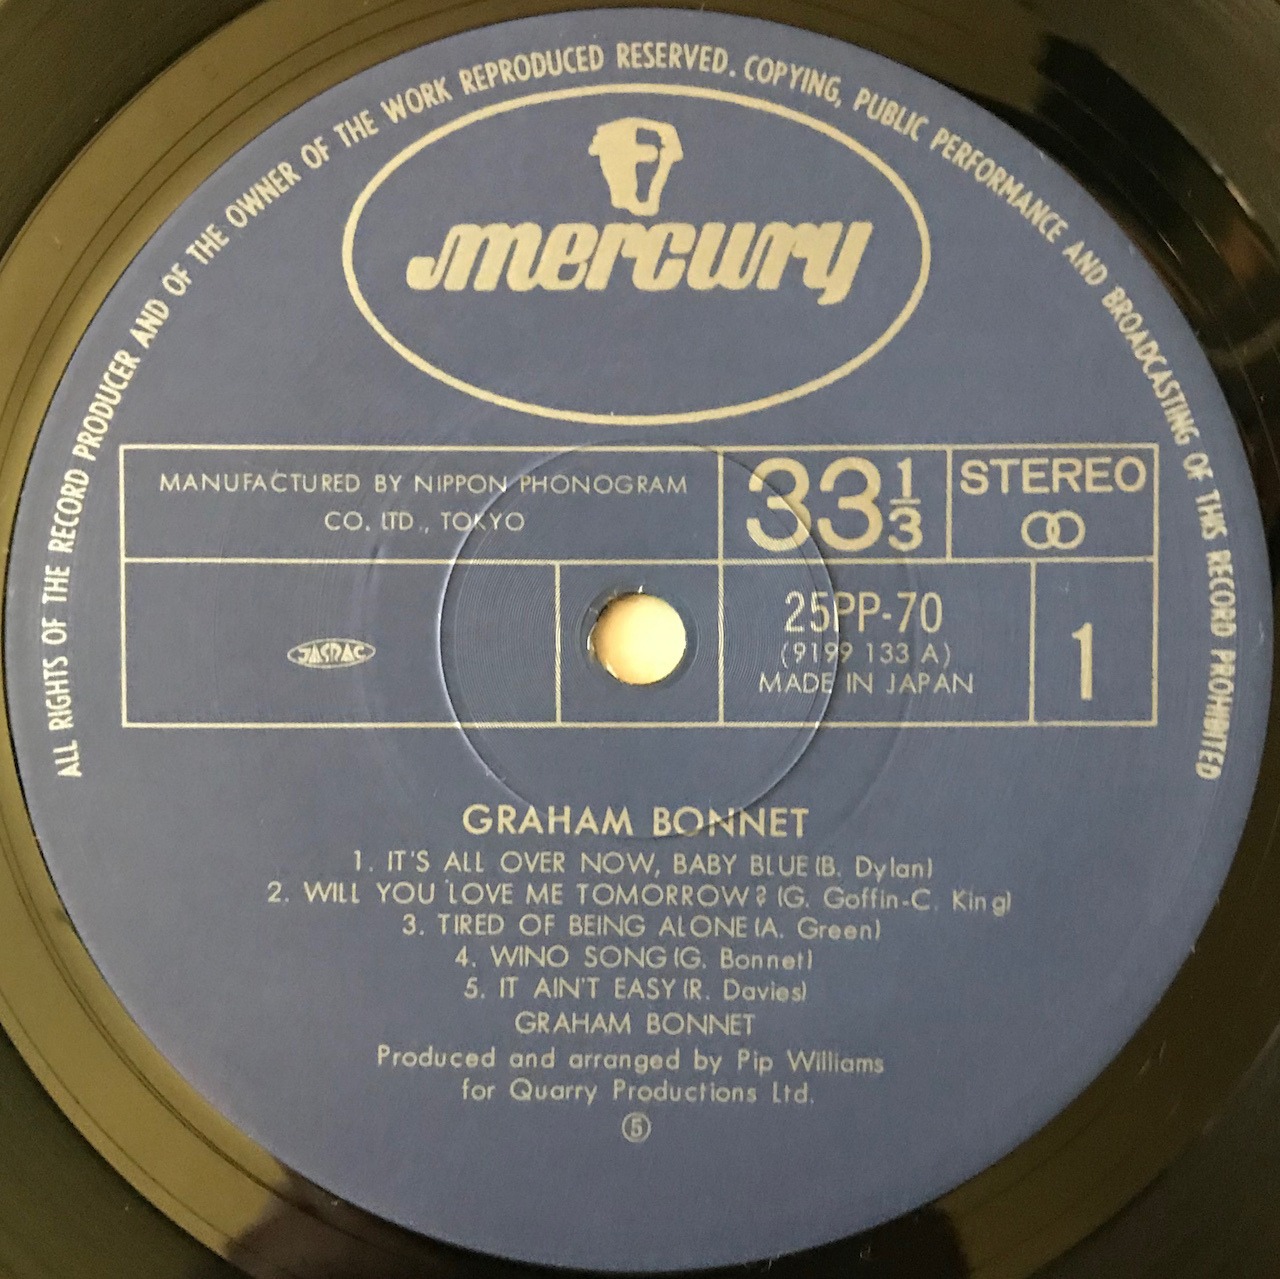 ALL RIGHTS OF THE RECORD PRODUCER AND OF THE OWNER OF THE WORK REPRODUCED RESERVED. COPYING, PUBLIC PERFORMANCE AND BROADCASTING OF THIS RECORD PROHIBITED
mercury
MANUFACTURED BY NIPPON PHONOGRAM
CO. LTD., TOKYO
33 1/3
STEREO
JASRAC
25PP-70
(9199 133 A)
MADE IN JAPAN
1
GRAHAM BONNET
1. IT'S ALL OVER NOW, BABY BLUE (B. Dylan)
2. WILL YOU LOVE ME TOMORROW? (G. Goffin-C. King)
3. TIRED OF BEING ALONE (A. Green)
4. WINO SONG (G. Bonnet)
5. IT AIN'T EASY (R. Davies)
GRAHAM BONNET
Produced and arranged by Pip Williams
for Quarry Productions Ltd.
⑤